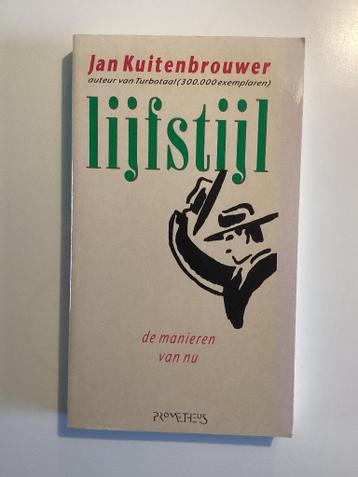 Jan Kuitenbrouwer
auteur van Turbotaal (300.000 exemplaren)
lijfstijl
de manieren
van nu
PROMETHEUS